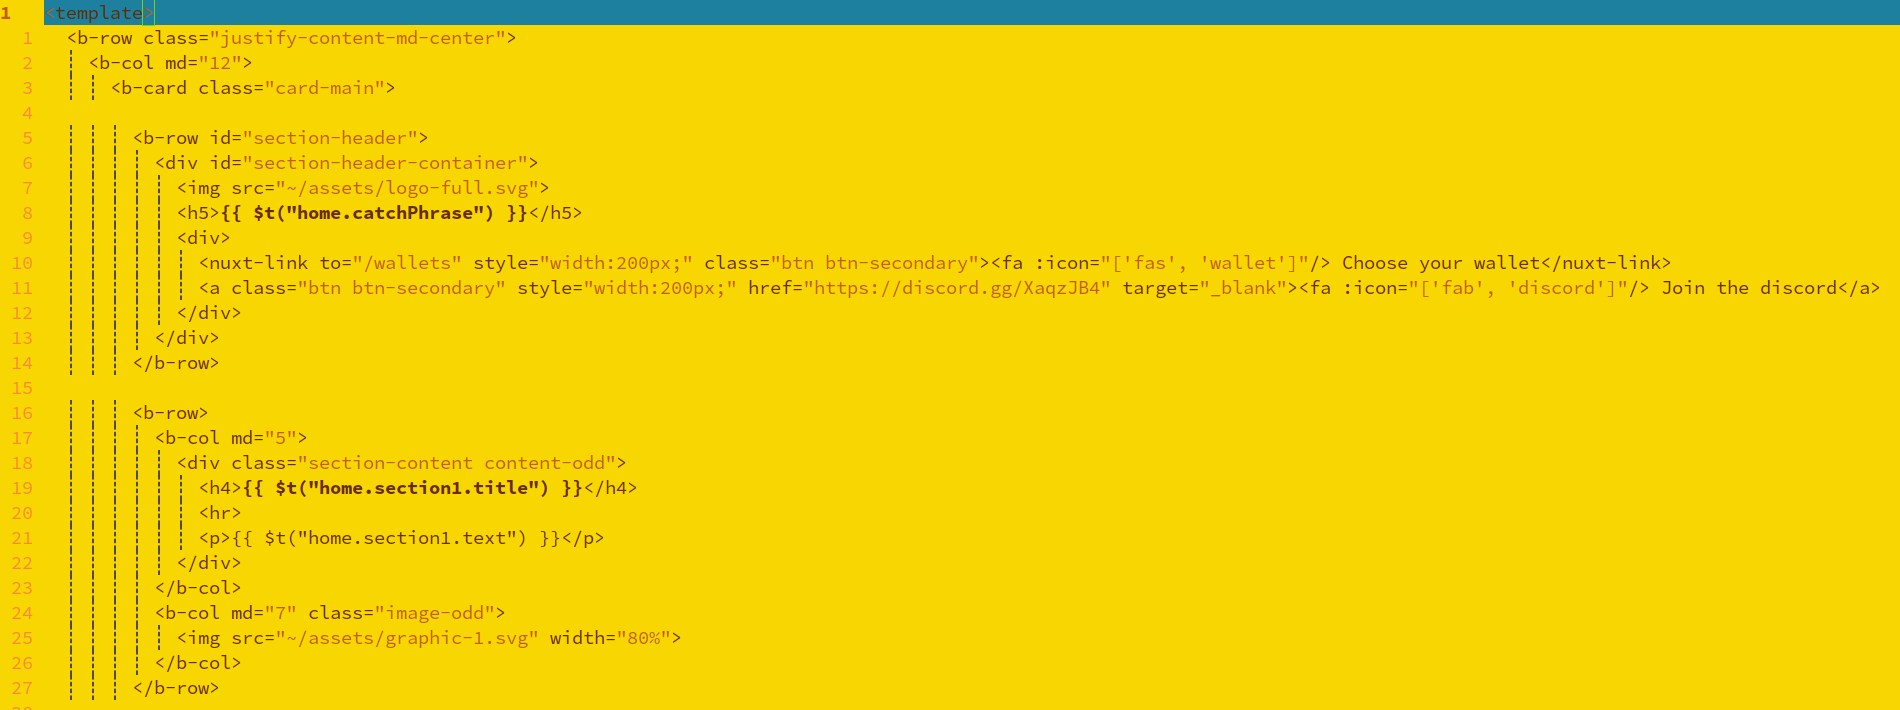 1 <template>
1 <b-row class="justify-content-md-center">
2 <b-col md="12">
3 <b-card class="card-main">
4
5 <b-row id="section-header">
6 <div id="section-header-container">
7 <img src="~/assets/logo-full.svg">
8 <h5>{{ $t("home.catchPhrase") }}</h5>
9 <div>
10 <nuxt-link to="/wallets" style="width:200px;" class="btn btn-secondary"><fa :icon="['fas', 'wallet']"/> Choose your wallet</nuxt-link>
11 <a class="btn btn-secondary" style="width:200px;" href="https://discord.gg/XaqzJB4" target="_blank"><fa :icon="['fab', 'discord']"/> Join the discord</a>
12 </div>
13 </div>
14 </b-row>
15
16 <b-row>
17 <b-col md="5">
18 <div class="section-content content-odd">
19 <h4>{{ $t("home.section1.title") }}</h4>
20 <hr>
21 <p>{{ $t("home.section1.text") }}</p>
22 </div>
23 </b-col>
24 <b-col md="7" class="image-odd">
25 <img src="~/assets/graphic-1.svg" width="80%">
26 </b-col>
27 </b-row>